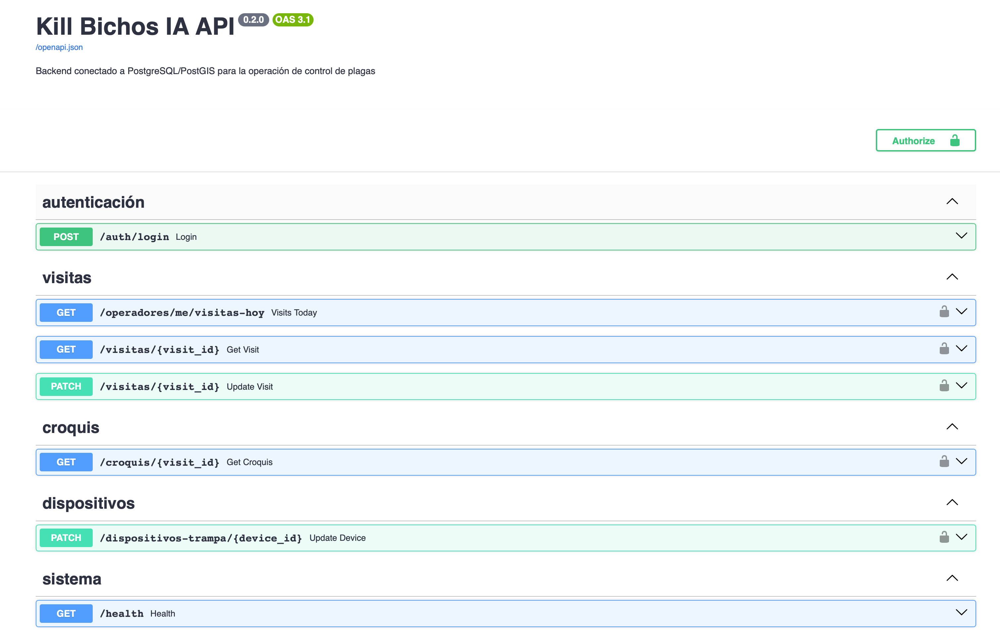 Kill Bichos IA API 0.2.0 OAS 3.1
/openapi.json
Backend conectado a PostgreSQL/PostGIS para la operación de control de plagas
Authorize
autenticación
POST /auth/login Login
visitas
GET /operadores/me/visitas-hoy Visits Today
GET /visitas/{visit_id} Get Visit
PATCH /visitas/{visit_id} Update Visit
croquis
GET /croquis/{visit_id} Get Croquis
dispositivos
PATCH /dispositivos-trampa/{device_id} Update Device
sistema
GET /health Health